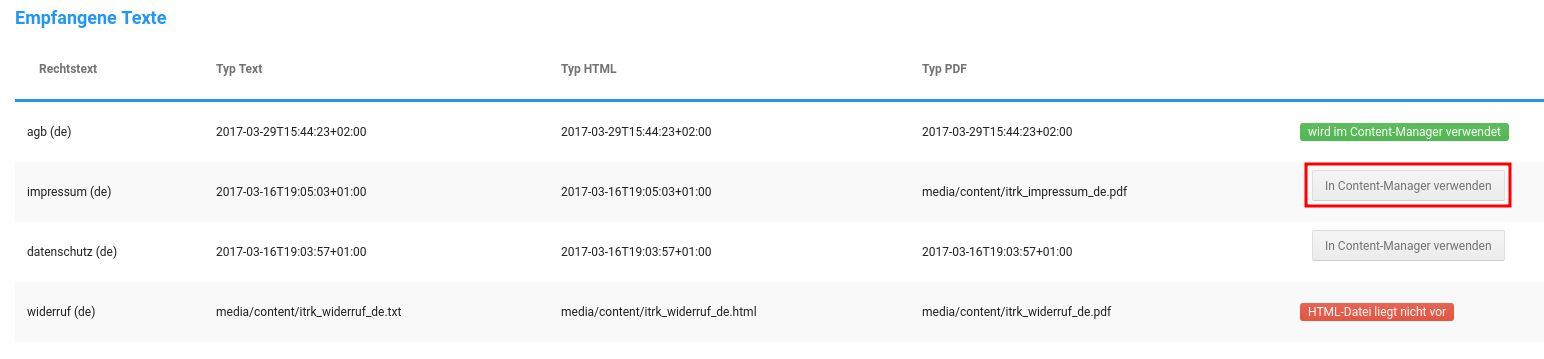 Empfangene Texte
Rechtstext Typ Text Typ HTML Typ PDF
agb (de) 2017-03-29T15:44:23+02:00 2017-03-29T15:44:23+02:00 2017-03-29T15:44:23+02:00 wird im Content-Manager verwendet
impressum (de) 2017-03-16T19:05:03+01:00 2017-03-16T19:05:03+01:00 media/content/itrk_impressum_de.pdf In Content-Manager verwenden
datenschutz (de) 2017-03-16T19:03:57+01:00 2017-03-16T19:03:57+01:00 2017-03-16T19:03:57+01:00 In Content-Manager verwenden
widerruf (de) media/content/itrk_widerruf_de.txt media/content/itrk_widerruf_de.html media/content/itrk_widerruf_de.pdf HTML-Datei liegt nicht vor